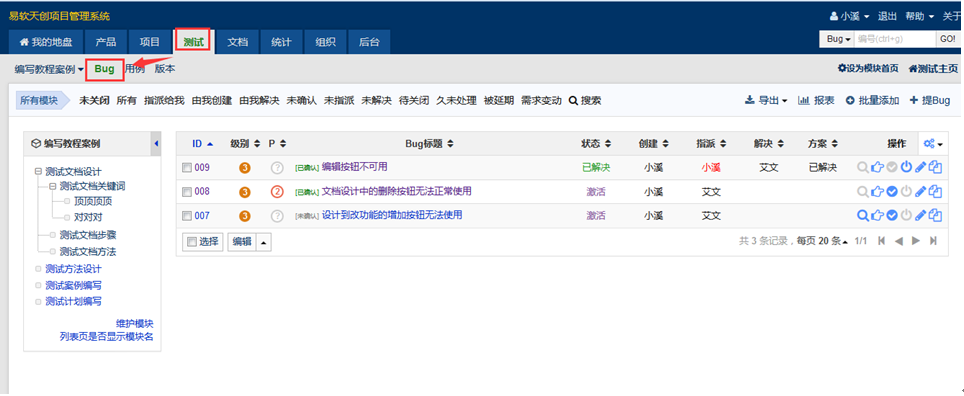 易软天创项目管理系统
小溪 退出 帮助 关于
我的地盘 产品 项目 测试 文档 统计 组织 后台
Bug 编号(ctrl+g) GO!
编写教程案例 Bug 用例 版本
设为模块首页 测试主页
所有模块 未关闭 所有 指派给我 由我创建 由我解决 未确认 未指派 未解决 待关闭 久未处理 被延期 需求变动 搜索
导出 报表 批量添加 提Bug
编写教程案例
测试文档设计
测试文档关键词
顶顶顶顶
对对对
测试文档步骤
测试文档方法
测试方法设计
测试案例编写
测试计划编写
维护模块
列表页是否显示模块名
ID 级别 P Bug标题 状态 创建 指派 解决 方案 操作
009 3 ? [已确认] 编辑按钮不可用 已解决 小溪 小溪 艾文 已解决
008 3 2 [已确认] 文档设计中的删除按钮无法正常使用 激活 小溪 艾文
007 3 ? [未确认] 设计到改功能的增加按钮无法使用 激活 小溪 艾文
选择 编辑
共 3 条记录，每页 20 条 1/1